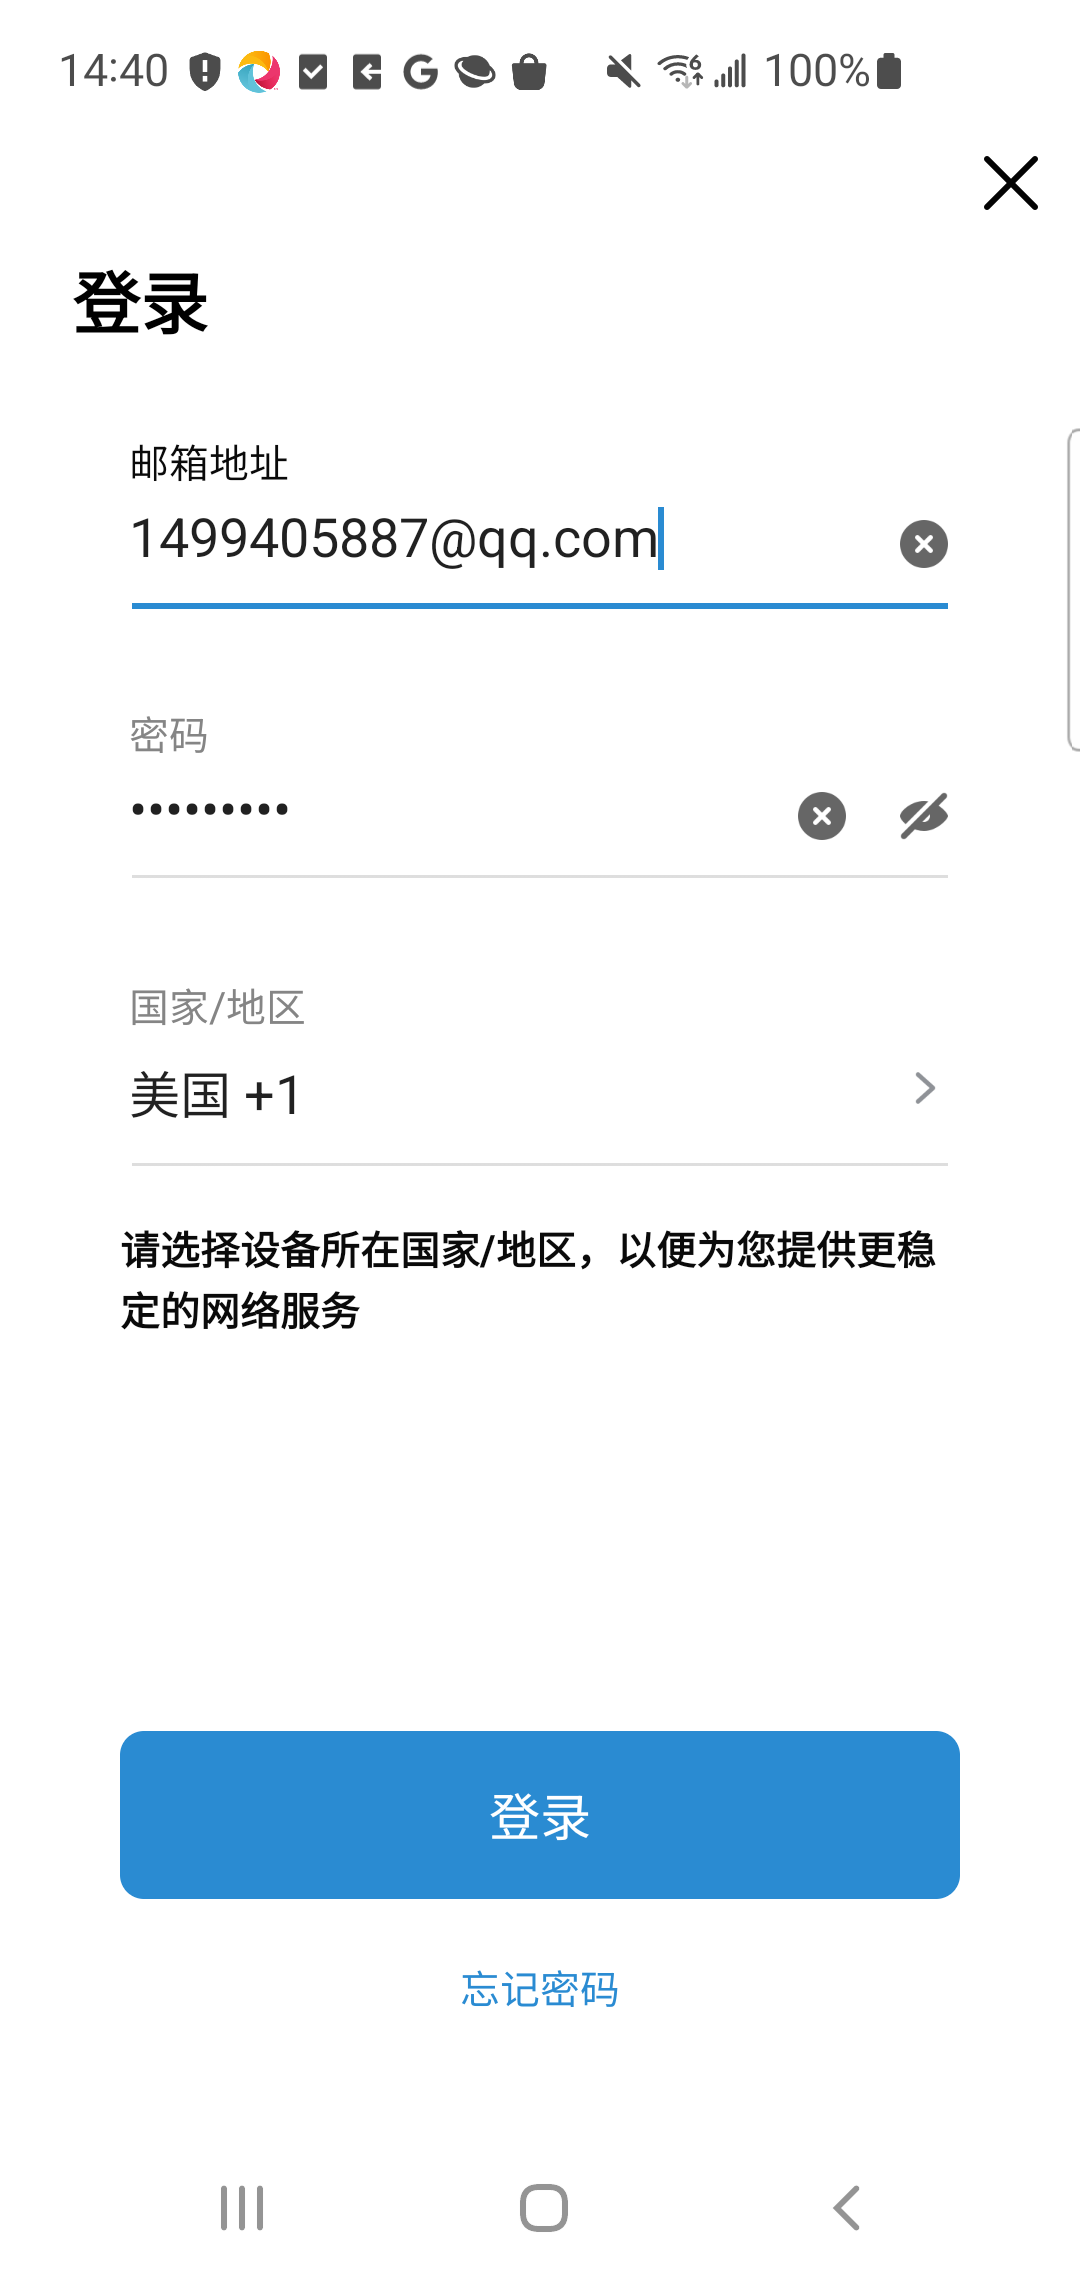 14:40
100%
登录
邮箱地址
1499405887@qq.com
密码
•••••••••
国家/地区
美国 +1
请选择设备所在国家/地区，以便为您提供更稳
定的网络服务
登录
忘记密码